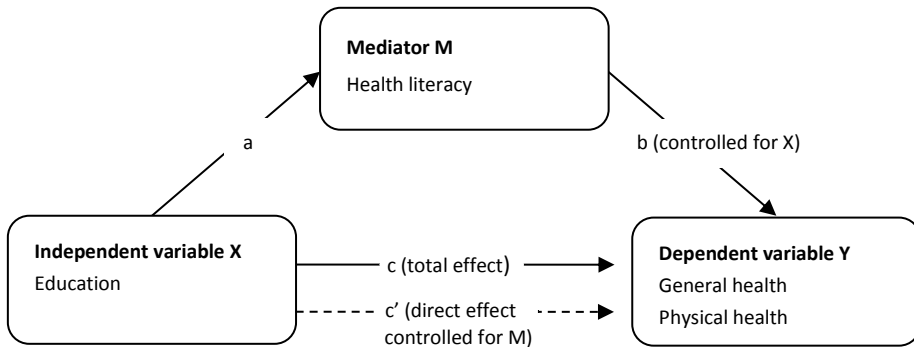 Mediator M
Health literacy
a
b (controlled for X)
Independent variable X
Education
c (total effect)
c’ (direct effect
controlled for M)
Dependent variable Y
General health
Physical health